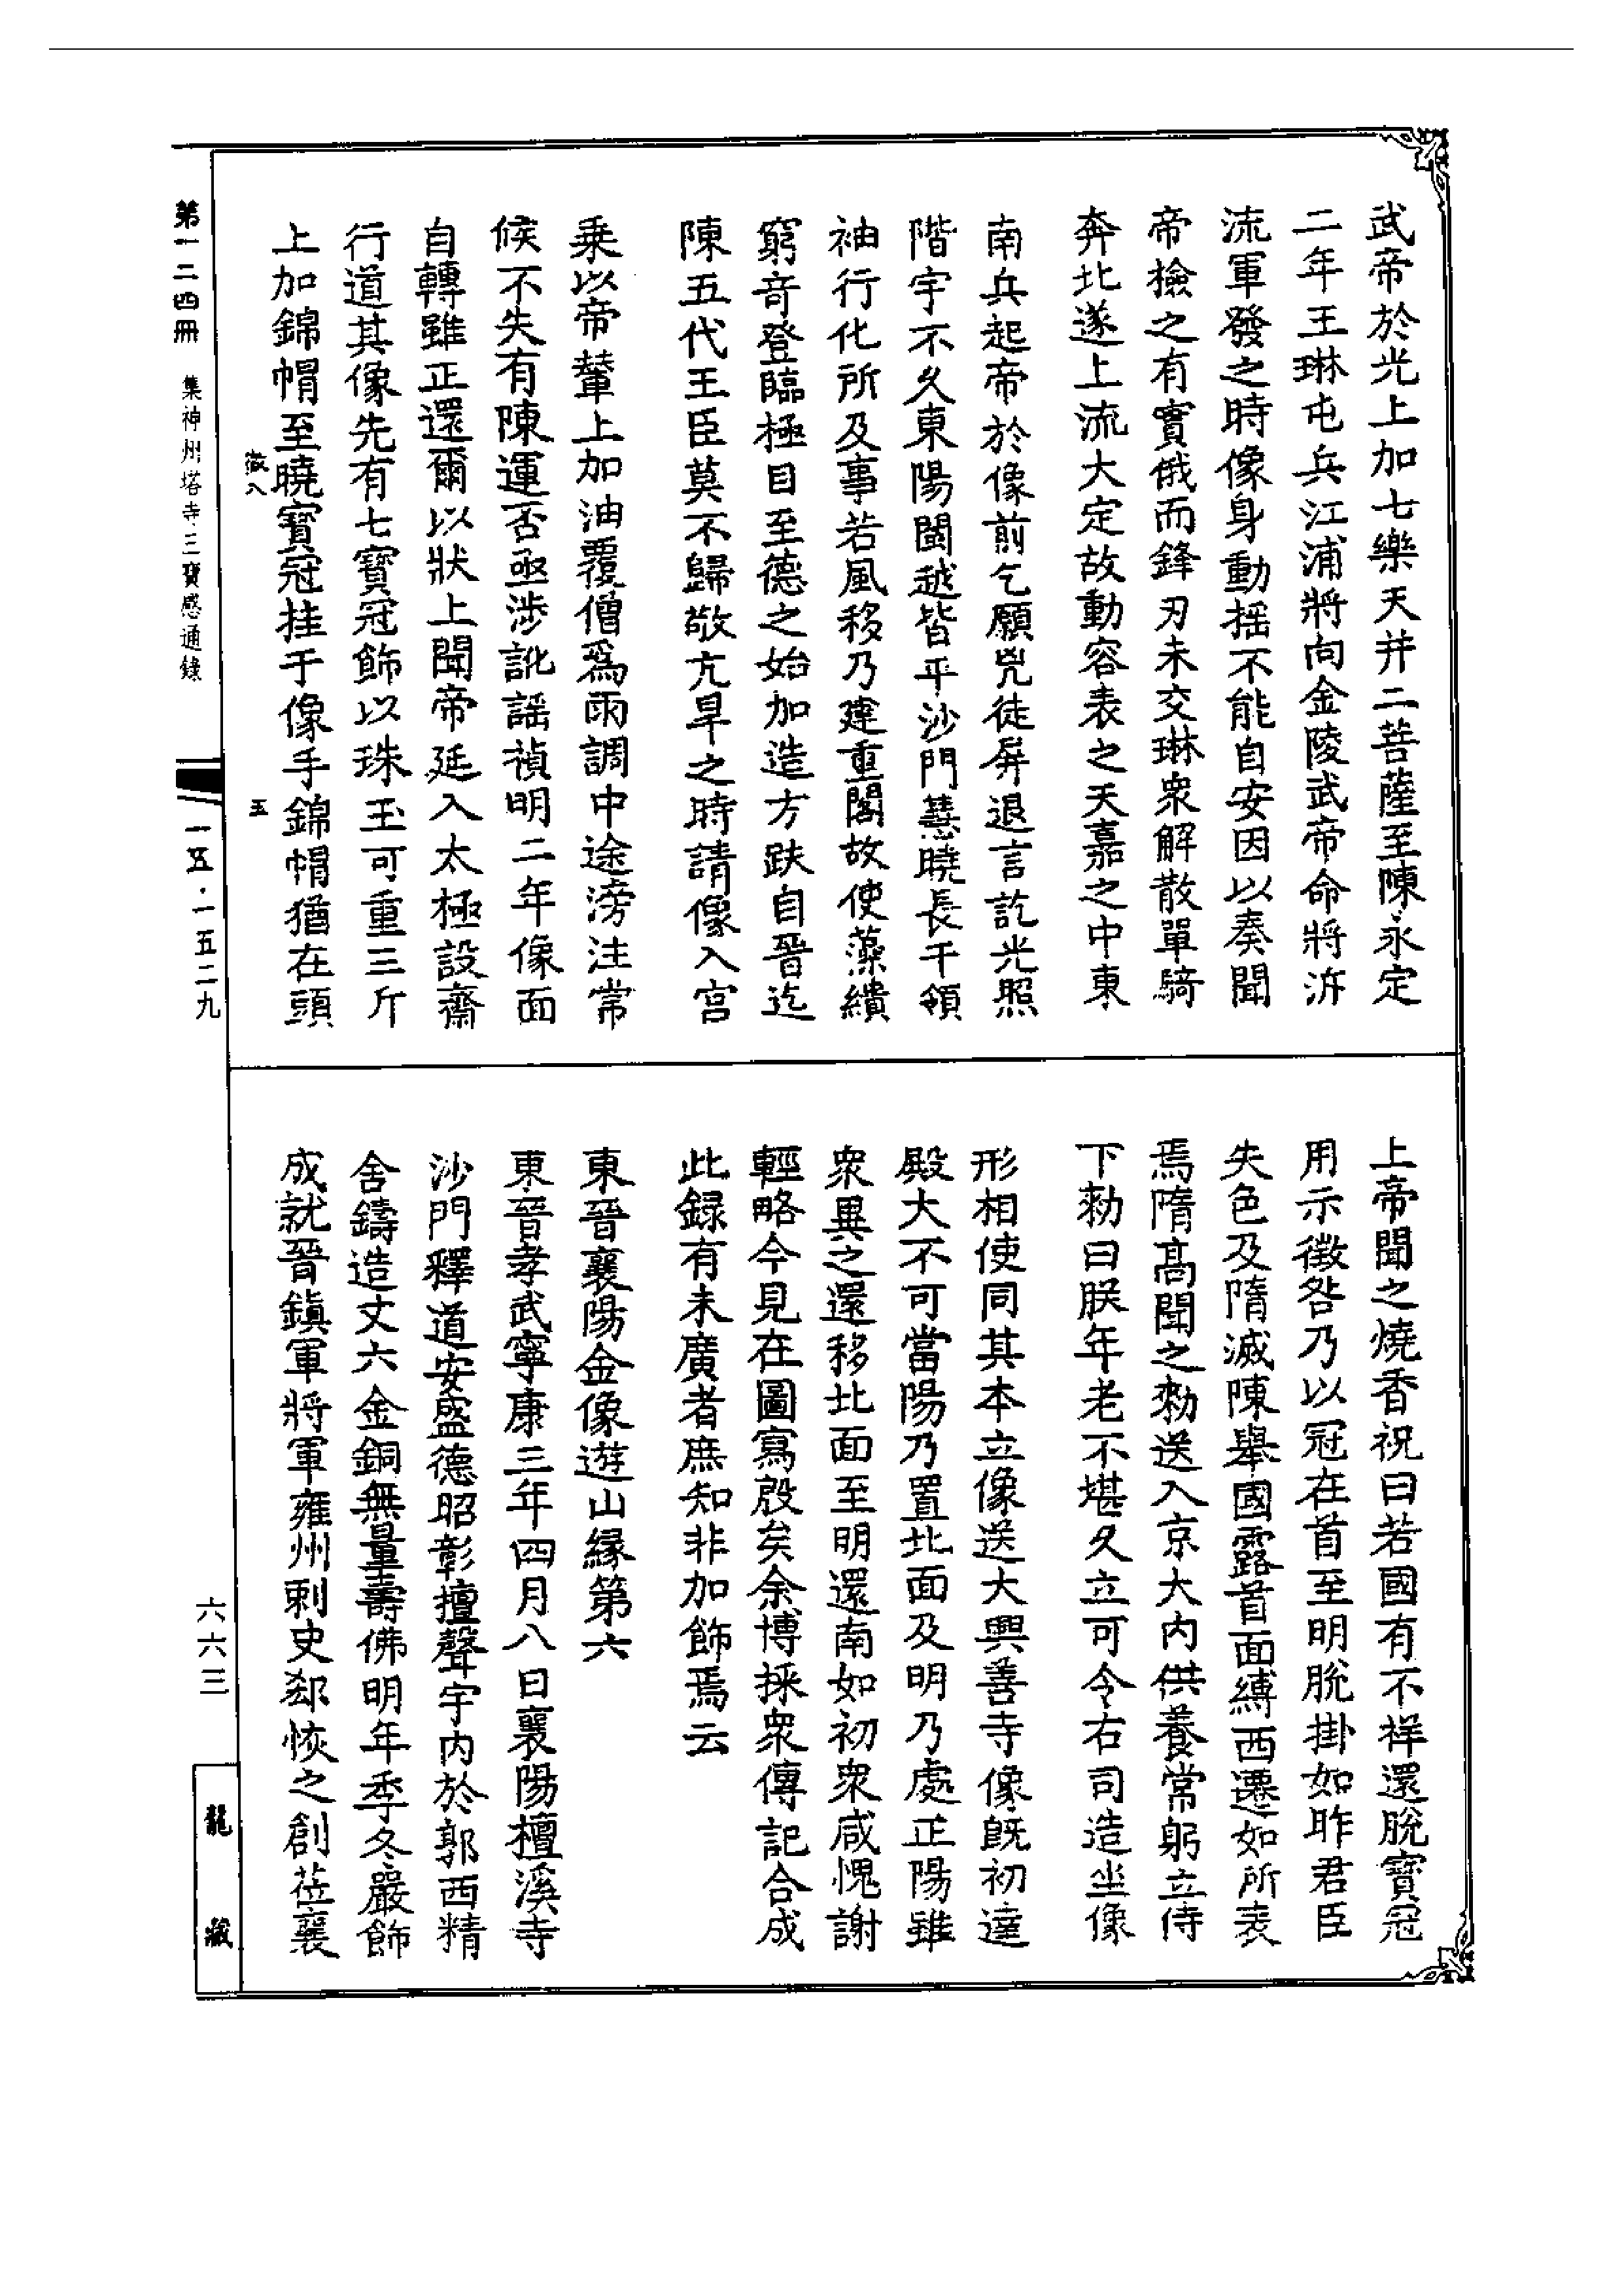 武帝於光上加七樂天并二菩薩至陳永定
二年王琳屯兵江浦將向金陵武帝命將泝
流軍發之時像身動搖不能自安因以奏聞
帝撿之有實俄而鋒刃未交琳衆解散單騎
奔北遂上流大定故動容表之天嘉之中東
南兵起帝於像前乞願兇徒屏退言訖光照
階宇不久東陽閩越皆平沙門慧曉長干領
袖行化所及事若風移乃建重閣故使藻繢
窮奇登臨極目至德之始加造方趺自晉迄
陳五代王臣莫不歸敬亢旱之時請像入宮
乘以帝輦上加油覆僧爲雨調中途滂注常
候不失有陳運否亟涉訛謡禎明二年像面
自轉雖正還爾以狀上聞帝延入太極設齋
行道其像先有七寶冠飾以珠玉可重三斤
上加錦帽至曉寶冠挂于像手錦帽猶在頭
上帝聞之燒香祝曰若國有不祥還脫寶冠
用示徵咎乃以冠在首至明脫掛如昨君臣
失色及隋滅陳舉國露首面縛西遷如所表
焉隋高聞之勑送入京大内供養常躬立侍
下勑曰朕年老不堪久立可令右司造坐像
形相使同其本立像送大興善寺像既初達
殿大不可當陽乃置北面及明乃處正陽雖
衆異之還移北面至明還南如初衆咸愧謝
輕略今見在圖寫殷矣余博採衆傳記合成
此録有未廣者庶知非加飾焉云
東晉襄陽金像遊山緣第六
東晉孝武寧康三年四月八日襄陽檀溪寺
沙門釋道安盛德昭彰擅聲宇内於郭西精
舍鑄造丈六金銅無量壽佛明年季冬嚴飾
成就晉鎮軍將軍雍州刺史郄恢之創莅襄
第一二四冊 集神州塔寺三寶感通錄
一五·一五二九
六六三
龍藏
八
五